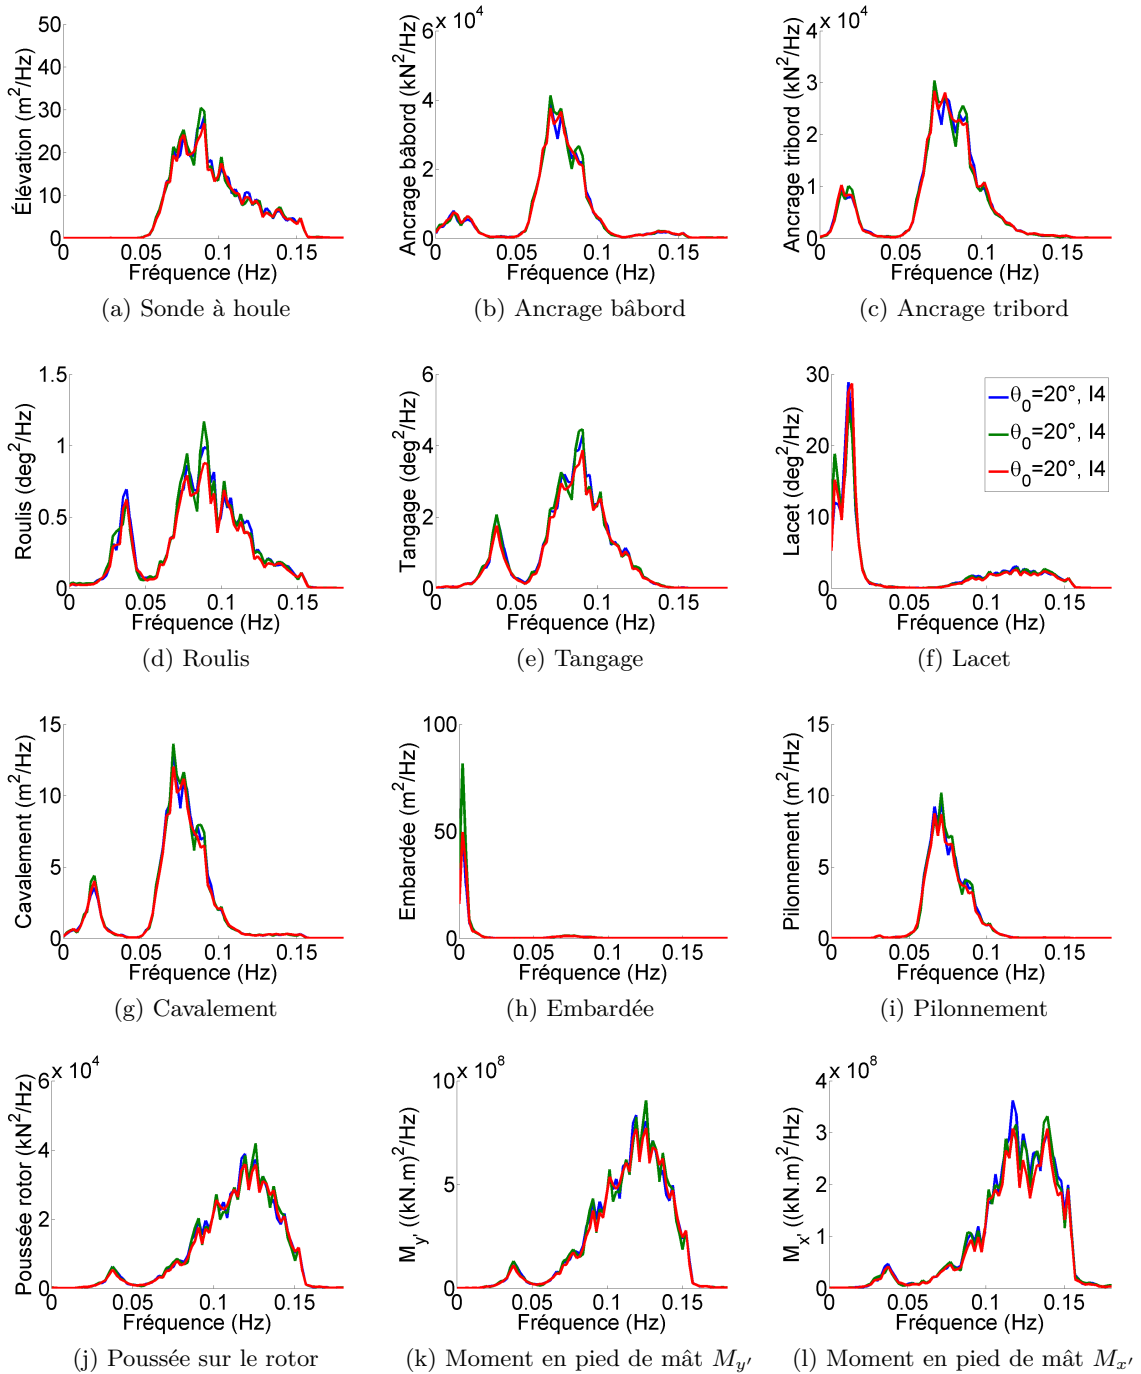 Élévation (m²/Hz)
50
40
30
20
10
0
0 0.05 0.1 0.15
Fréquence (Hz)
(a) Sonde à houle
x 10⁴
Ancrage bâbord (kN²/Hz)
6
4
2
0
0 0.05 0.1 0.15
Fréquence (Hz)
(b) Ancrage bâbord
x 10⁴
Ancrage tribord (kN²/Hz)
4
3
2
1
0
0 0.05 0.1 0.15
Fréquence (Hz)
(c) Ancrage tribord
Roulis (deg²/Hz)
1.5
1
0.5
0
0 0.05 0.1 0.15
Fréquence (Hz)
(d) Roulis
Tangage (deg²/Hz)
6
4
2
0
0 0.05 0.1 0.15
Fréquence (Hz)
(e) Tangage
Lacet (deg²/Hz)
30
20
10
0
0 0.05 0.1 0.15
Fréquence (Hz)
θ₀=20°, I4
θ₀=20°, I4
θ₀=20°, I4
(f) Lacet
Cavalement (m²/Hz)
15
10
5
0
0 0.05 0.1 0.15
Fréquence (Hz)
(g) Cavalement
Embardée (m²/Hz)
100
50
0
0 0.05 0.1 0.15
Fréquence (Hz)
(h) Embardée
Pilonnement (m²/Hz)
15
10
5
0
0 0.05 0.1 0.15
Fréquence (Hz)
(i) Pilonnement
x 10⁴
Poussée rotor (kN²/Hz)
6
4
2
0
0 0.05 0.1 0.15
Fréquence (Hz)
(j) Poussée sur le rotor
x 10⁸
M_y' ((kN.m)²/Hz)
10
5
0
0 0.05 0.1 0.15
Fréquence (Hz)
(k) Moment en pied de mât M_y′
x 10⁸
M_x' ((kN.m)²/Hz)
4
3
2
1
0
0 0.05 0.1 0.15
Fréquence (Hz)
(l) Moment en pied de mât M_x′